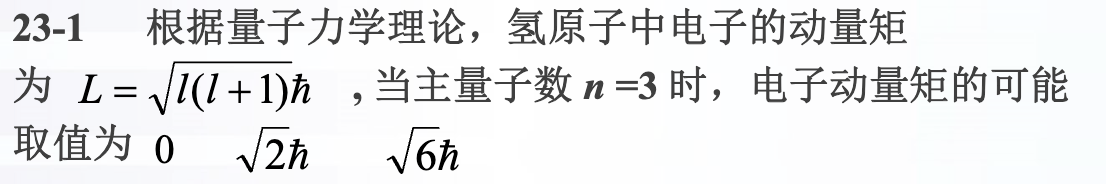 23-1 根据量子力学理论，氢原子中电子的动量矩
为 L = √l(l+1)ħ ，当主量子数 n =3 时，电子动量矩的可能
取值为 0 √2ħ √6ħ